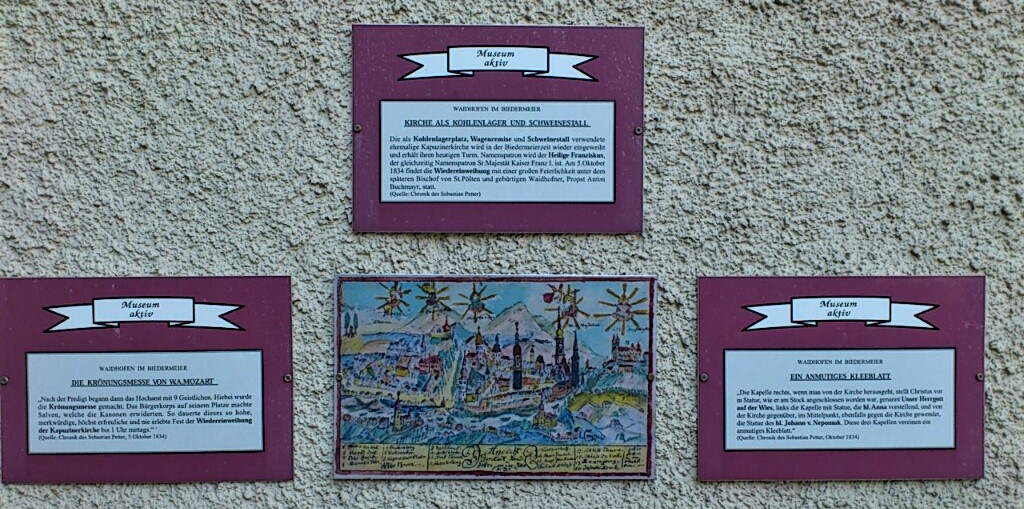 Museum
aktiv
WAIDHOFEN IM BIEDERMEIER
KIRCHE ALS KOHLENLAGER UND SCHWEINESTALL
Die als Kohlenlagerplatz, Wagenremise und Schweinestall verwendete
ehemalige Kapuzinerkirche wird in der Biedermeierzeit wieder eingeweiht
und erhält ihren heutigen Turm. Namenspatron wird der Heilige Franziskus,
der gleichzeitig Namenspatron Sr.Majestät Kaiser Franz I. ist. Am 5.Oktober
1834 findet die Wiedereinweihung mit einer großen Feierlichkeit unter dem
späteren Bischof von St.Pölten und gebürtigen Waidhofner, Propst Anton
Buchmayr, statt.
(Quelle: Chronik des Sebastian Petter)
Museum
aktiv
WAIDHOFEN IM BIEDERMEIER
DIE KRÖNUNGSMESSE VON W.A.MOZART
„Nach der Predigt begann dann das Hochamt mit 9 Geistlichen. Hiebei wurde
die Krönungsmesse gemacht. Das Bürgerkorps auf seinem Platze machte
Salven, welche die Kanonen erwiderten. So dauerte dieses so hohe,
merkwürdige, höchst erfreuliche und nie erlebte Fest der Wiedereinweihung
der Kapuzinerkirche bis 1 Uhr mittags."
(Quelle: Chronik des Sebastian Petter, 5.Oktober 1834)
Museum
aktiv
WAIDHOFEN IM BIEDERMEIER
EIN ANMUTIGES KLEEBLATT
„Die Kapelle rechts, wenn man von der Kirche herausgeht, stellt Christus vor
in Statur, wie er am Stock angeschlossen worden war, genannt Unser Herrgott
auf der Wies, links die Kapelle mit Statue, die hl. Anna vorstellend, und von
der Kirche gegenüber, im Mittelpunkt, ebenfalls gegen die Kirche gewendet,
die Statue des hl. Johann v. Nepomuk. Diese drei Kapellen vereinen ein
anmutiges Kleeblatt."
(Quelle: Chronik des Sebastian Petter, Oktober 1834)